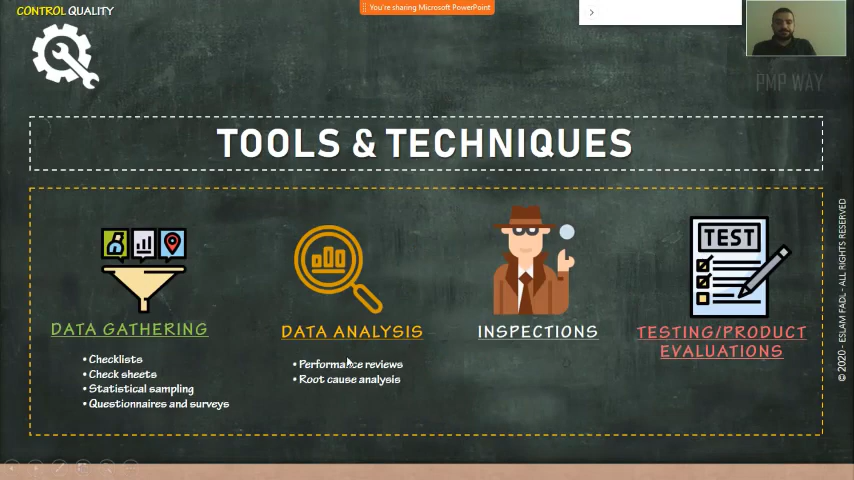 CONTROL QUALITY
You're sharing Microsoft PowerPoint
PMP WAY
TOOLS & TECHNIQUES
TEST
DATA GATHERING
• Checklists
• Check sheets
• Statistical sampling
• Questionnaires and surveys
DATA ANALYSIS
• Performance reviews
• Root cause analysis
INSPECTIONS
TESTING/PRODUCT
EVALUATIONS
© 2020 - ESLAM FADL - ALL RIGHTS RESERVED